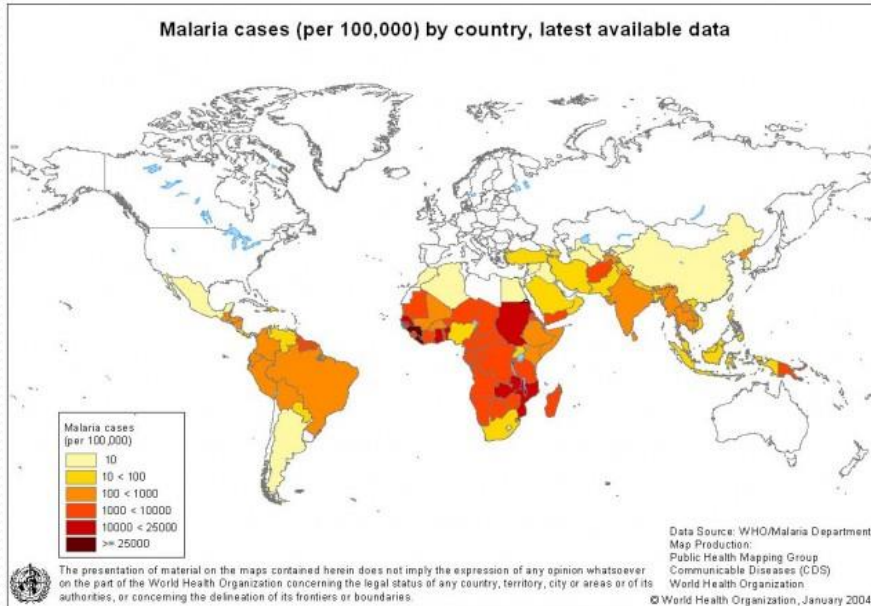 Malaria cases (per 100,000) by country, latest available data
Malaria cases
(per 100,000)
10
10 < 100
100 < 1000
1000 < 10000
10000 < 25000
>= 25000
Data Source: WHO/Malaria Department
Map Production:
Public Health Mapping Group
Communicable Diseases (CDS)
World Health Organization
© World Health Organization, January 2004
The presentation of material on the maps contained herein does not imply the expression of any opinion whatsoever
on the part of the World Health Organization concerning the legal status of any country, territory, city or areas or of its
authorities, or concerning the delineation of its frontiers or boundaries.